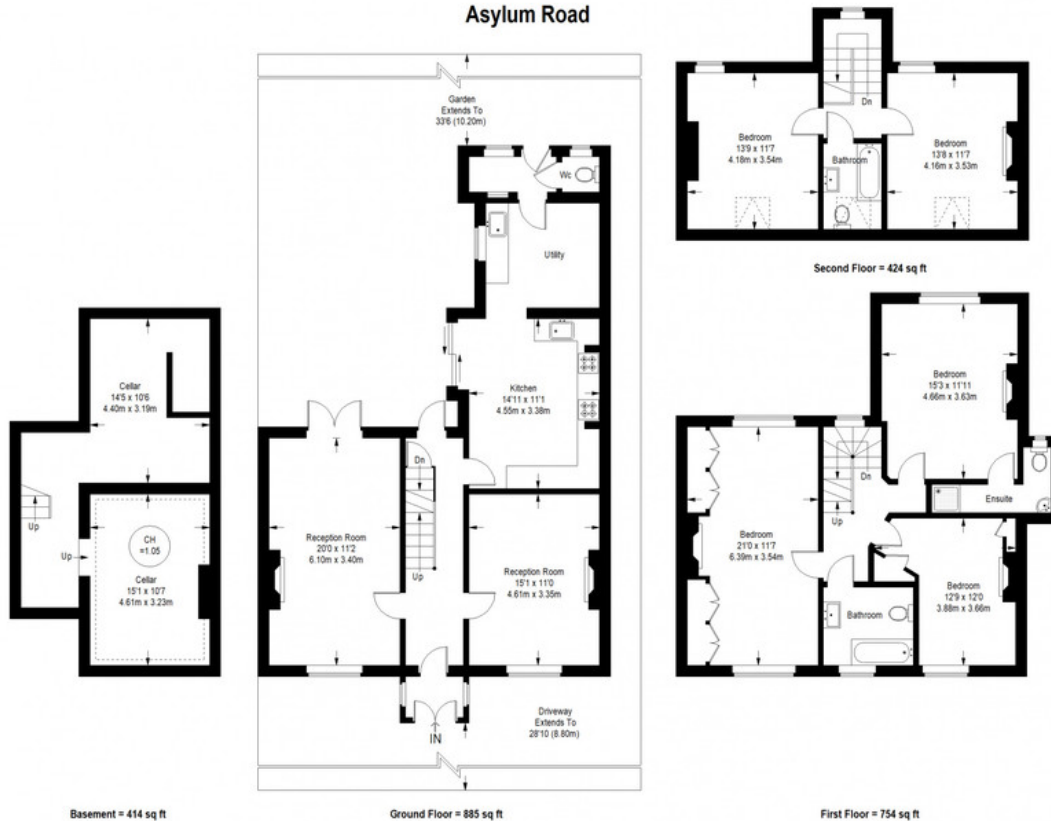 Asylum Road
Garden
Extends To
33'6 (10.20m)
Wc
Utility
Kitchen
14'11 x 11'1
4.55m x 3.38m
Dn
Up
Reception Room
20'0 x 11'2
6.10m x 3.40m
Reception Room
15'1 x 11'0
4.61m x 3.35m
IN
Driveway
Extends To
28'10 (8.80m)
Ground Floor = 885 sq ft
Cellar
14'5 x 10'6
4.40m x 3.19m
Up
Up
CH
=1.05
Cellar
15'1 x 10'7
4.61m x 3.23m
Basement = 414 sq ft
Dn
Bedroom
13'9 x 11'7
4.18m x 3.54m
Bathroom
Bedroom
13'8 x 11'7
4.16m x 3.53m
Second Floor = 424 sq ft
Bedroom
15'3 x 11'11
4.66m x 3.63m
Dn
Up
Ensuite
Bedroom
21'0 x 11'7
6.39m x 3.54m
Bedroom
12'9 x 12'0
3.88m x 3.66m
Bathroom
First Floor = 754 sq ft